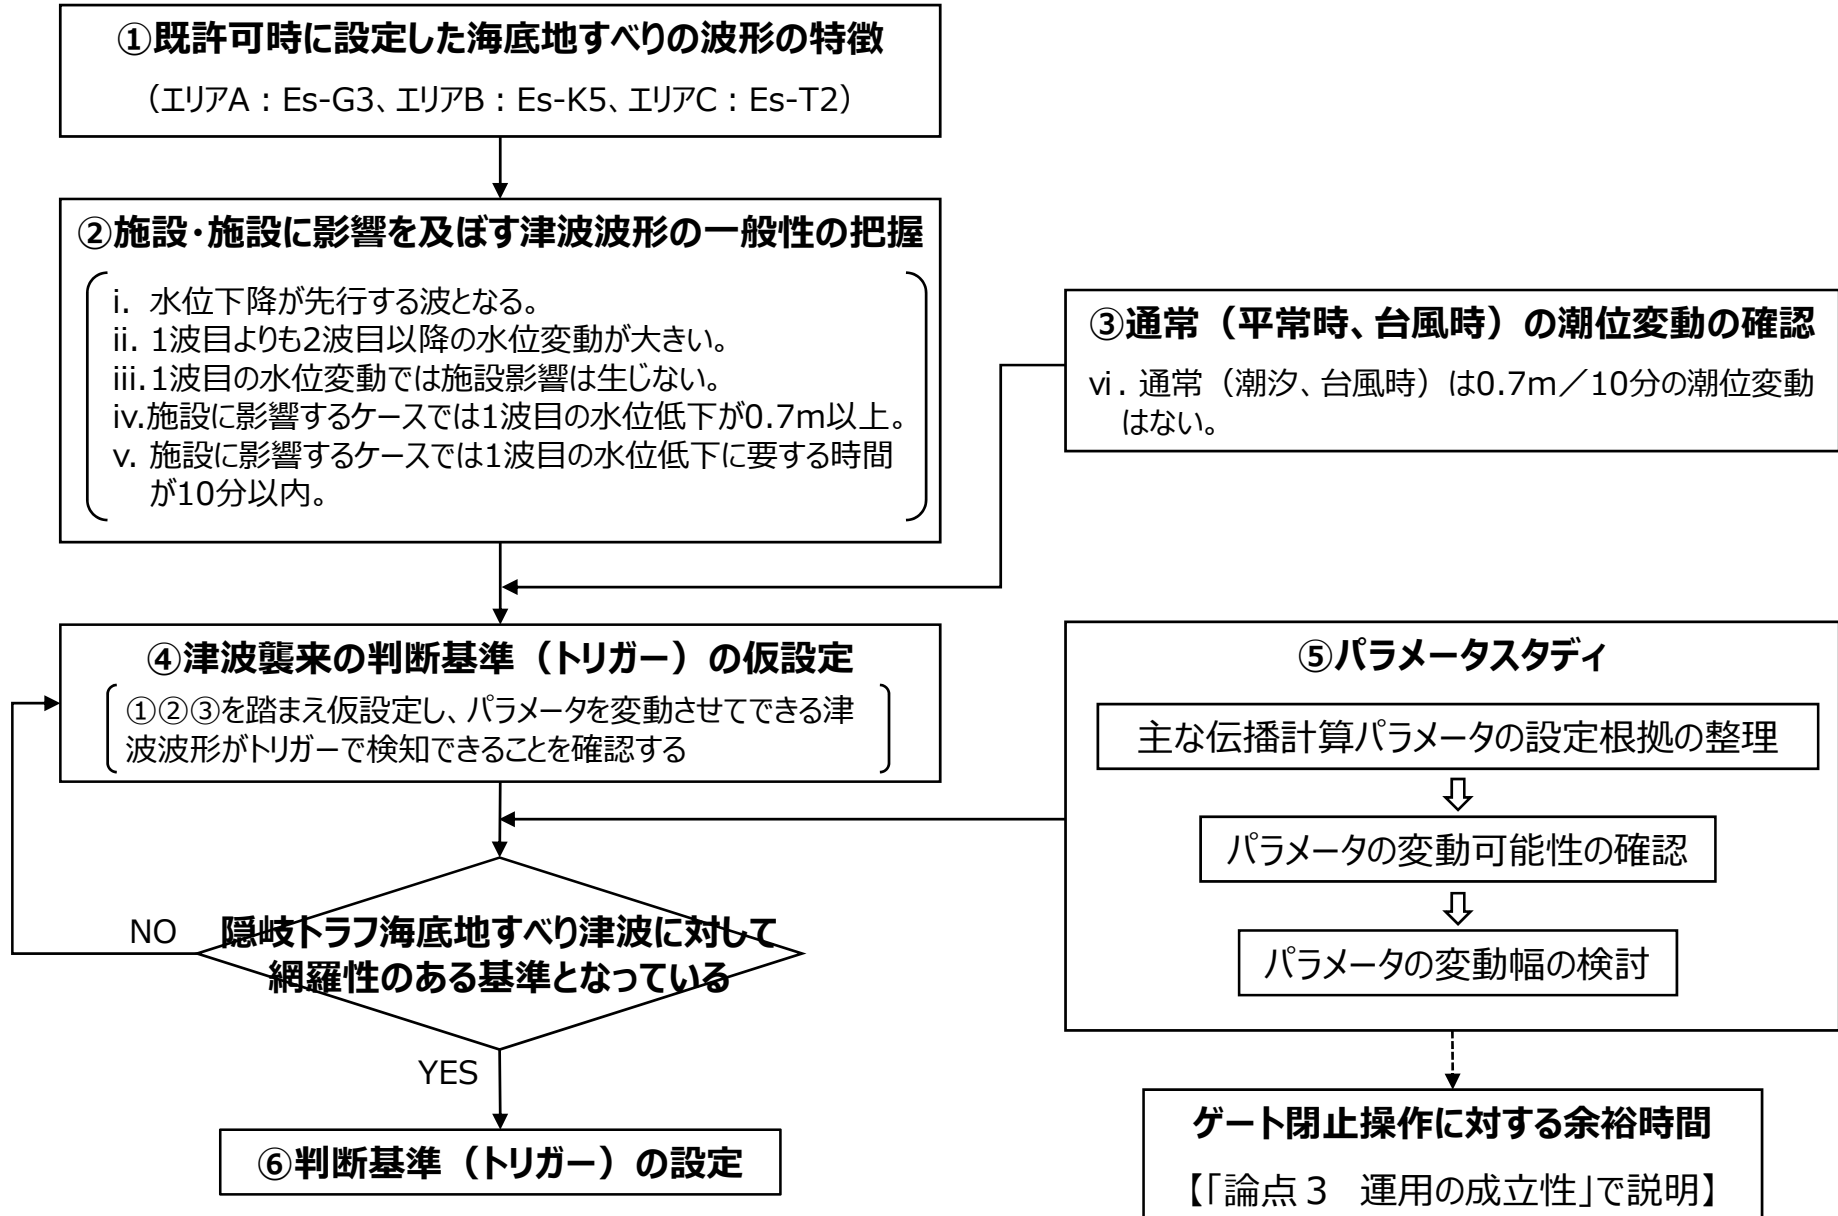 ①既許可時に設定した海底地すべりの波形の特徴
（エリアA：Es-G3、エリアB：Es-K5、エリアC：Es-T2）
②施設・施設に影響を及ぼす津波波形の一般性の把握
i. 水位下降が先行する波となる。
ii. 1波目よりも2波目以降の水位変動が大きい。
iii.1波目の水位変動では施設影響は生じない。
iv.施設に影響するケースでは1波目の水位低下が0.7m以上。
v. 施設に影響するケースでは1波目の水位低下に要する時間
が10分以内。
③通常（平常時、台風時）の潮位変動の確認
vi. 通常（潮汐、台風時）は0.7m／10分の潮位変動
はない。
④津波襲来の判断基準（トリガー）の仮設定
①②③を踏まえ仮設定し、パラメータを変動させてできる津
波波形がトリガーで検知できることを確認する
⑤パラメータスタディ
主な伝播計算パラメータの設定根拠の整理
パラメータの変動可能性の確認
パラメータの変動幅の検討
NO
隠岐トラフ海底地すべり津波に対して
網羅性のある基準となっている
YES
⑥判断基準（トリガー）の設定
ゲート閉止操作に対する余裕時間
【「論点３　運用の成立性」で説明】